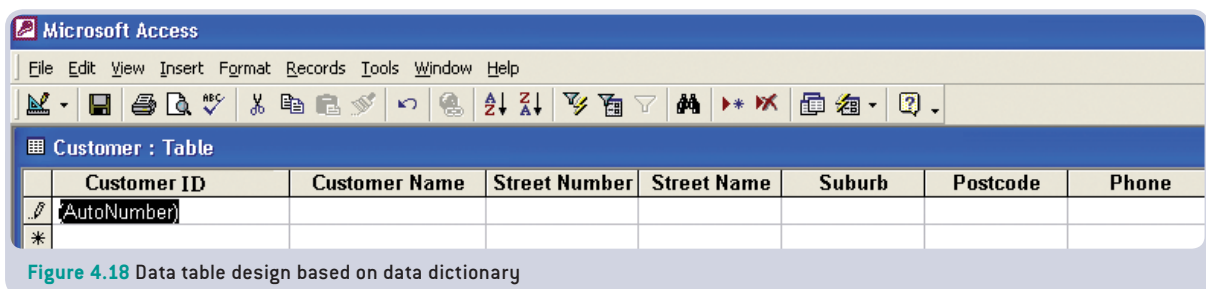 Microsoft Access
File Edit View Insert Format Records Tools Window Help
ABC
Customer : Table
Customer ID Customer Name Street Number Street Name Suburb Postcode Phone
(AutoNumber)
Figure 4.18 Data table design based on data dictionary